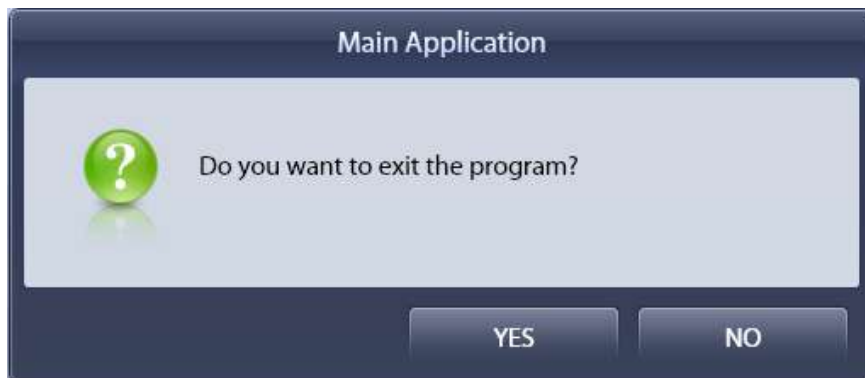 Main Application
?
Do you want to exit the program?
YES
NO